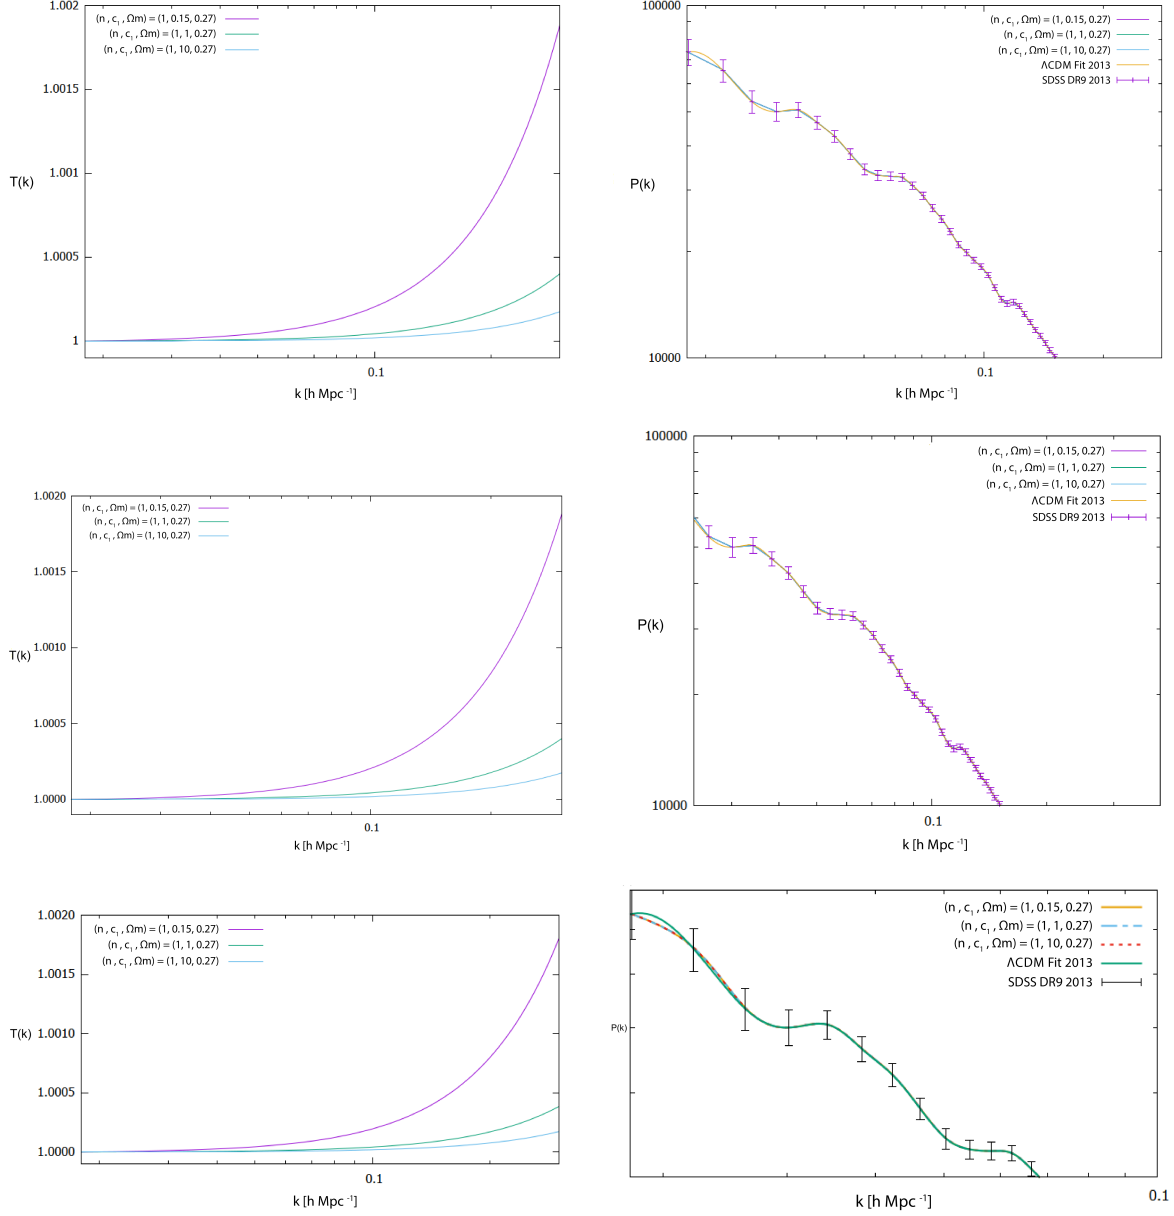 1.002
1.0015
1.001
1.0005
1
T(k)
(n , c₁ , Ωm) = (1, 0.15, 0.27)
(n , c₁ , Ωm) = (1, 1, 0.27)
(n , c₁ , Ωm) = (1, 10, 0.27)
0.1
k [h Mpc ⁻¹]
100000
10000
P(k)
(n , c₁ , Ωm) = (1, 0.15, 0.27)
(n , c₁ , Ωm) = (1, 1, 0.27)
(n , c₁ , Ωm) = (1, 10, 0.27)
ΛCDM Fit 2013
SDSS DR9 2013
0.1
k [h Mpc ⁻¹]
1.0020
1.0015
1.0010
1.0005
1.0000
T(k)
(n , c₁ , Ωm) = (1, 0.15, 0.27)
(n , c₁ , Ωm) = (1, 1, 0.27)
(n , c₁ , Ωm) = (1, 10, 0.27)
0.1
k [h Mpc ⁻¹]
100000
10000
P(k)
(n , c₁ , Ωm) = (1, 0.15, 0.27)
(n , c₁ , Ωm) = (1, 1, 0.27)
(n , c₁ , Ωm) = (1, 10, 0.27)
ΛCDM Fit 2013
SDSS DR9 2013
0.1
k [h Mpc ⁻¹]
1.0020
1.0015
1.0010
1.0005
1.0000
T(k)
(n , c₁ , Ωm) = (1, 0.15, 0.27)
(n , c₁ , Ωm) = (1, 1, 0.27)
(n , c₁ , Ωm) = (1, 10, 0.27)
0.1
k [h Mpc ⁻¹]
P(k)
(n , c₁ , Ωm) = (1, 0.15, 0.27)
(n , c₁ , Ωm) = (1, 1, 0.27)
(n , c₁ , Ωm) = (1, 10, 0.27)
ΛCDM Fit 2013
SDSS DR9 2013
0.1
k [h Mpc ⁻¹]